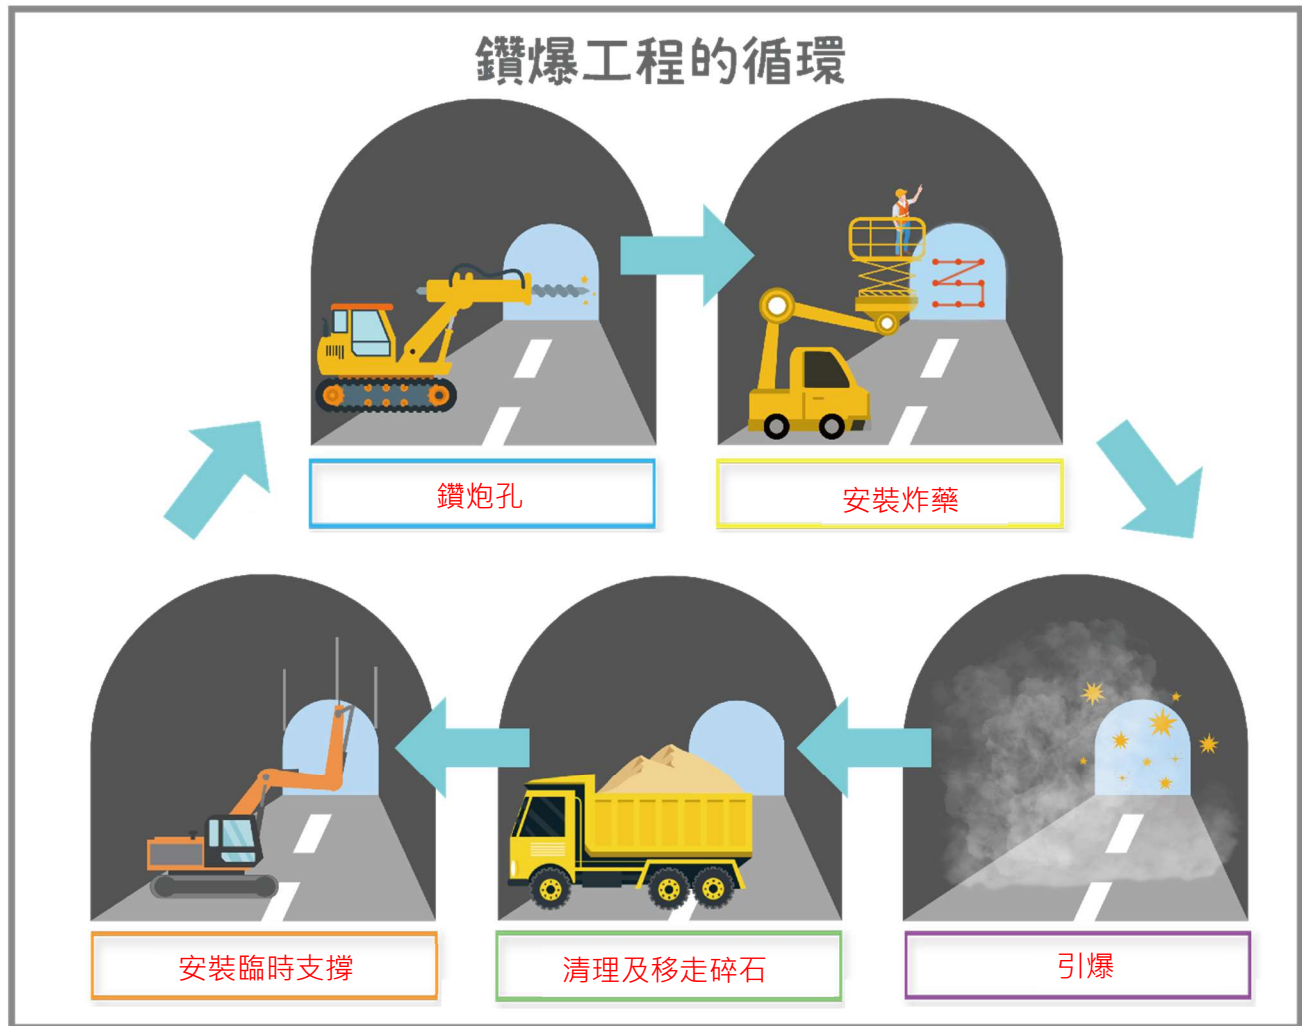 鑽爆工程的循環
鑽炮孔
安裝炸藥
安裝臨時支撐
清理及移走碎石
引爆